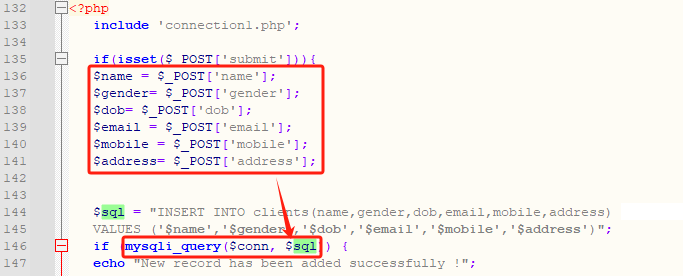 132 <?php
133 include 'connection1.php';
134
135 if(isset($_POST['submit'])){
136 $name = $_POST['name'];
137 $gender= $_POST['gender'];
138 $dob= $_POST['dob'];
139 $email = $_POST['email'];
140 $mobile = $_POST['mobile'];
141 $address= $_POST['address'];
142
143
144 $sql = "INSERT INTO clients(name,gender,dob,email,mobile,address)
145 VALUES ('$name','$gender','$dob','$email','$mobile','$address')";
146 if (mysqli_query($conn, $sql)) {
147 echo "New record has been added successfully !";